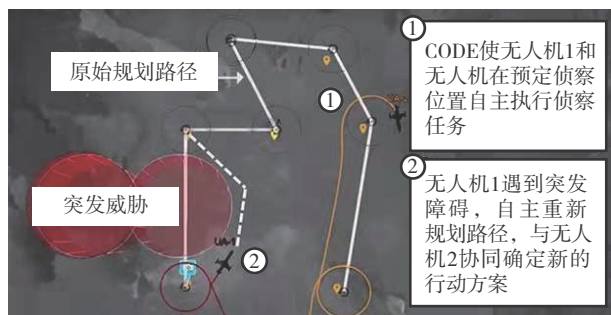 原始规划路径
突发威胁
①
②
UA-1
①
CODE使无人机1和
无人机在预定侦察
位置自主执行侦察
任务
②
无人机1遇到突发
障碍，自主重新
规划路径，与无人
机2协同确定新的
行动方案